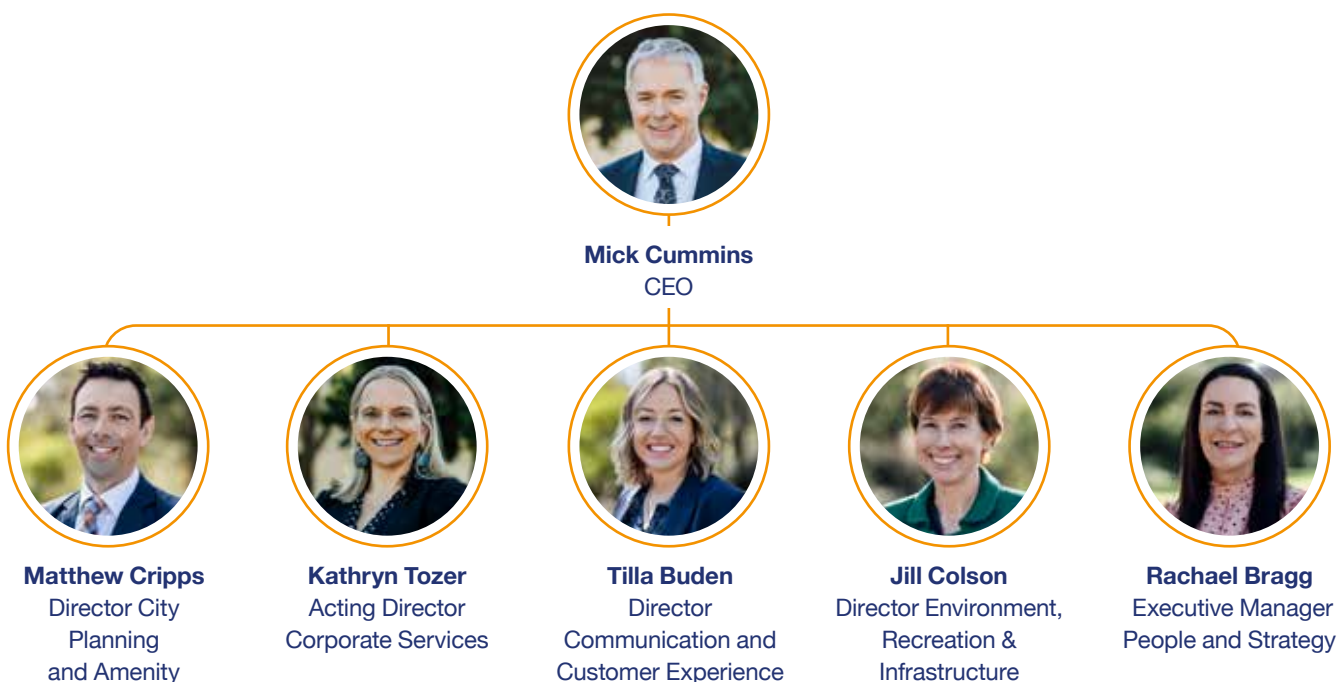 Mick Cummins
CEO
Matthew Cripps
Director City
Planning
and Amenity
Kathryn Tozer
Acting Director
Corporate Services
Tilla Buden
Director
Communication and
Customer Experience
Jill Colson
Director Environment,
Recreation &
Infrastructure
Rachael Bragg
Executive Manager
People and Strategy